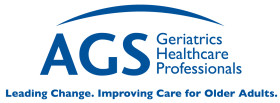 AGS
Geriatrics
Healthcare
Professionals
Leading Change. Improving Care for Older Adults.